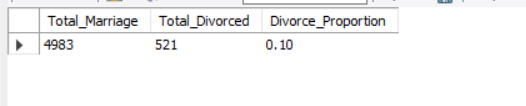 Total_Marriage Total_Divorced Divorce_Proportion
4983 521 0.10